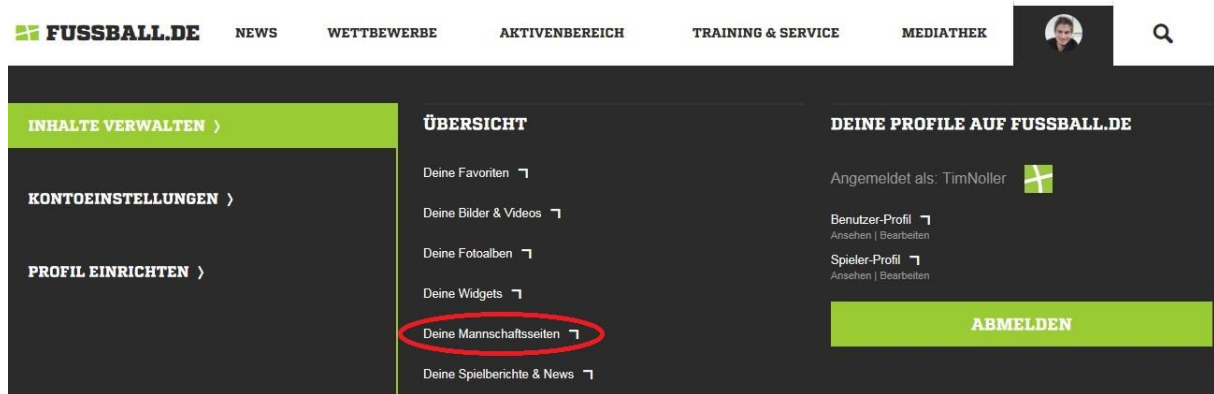 FUSSBALL.DE NEWS WETTBEWERBE AKTIVENBEREICH TRAINING & SERVICE MEDIATHEK
INHALTE VERWALTEN 〉
KONTOEINSTELLUNGEN 〉
PROFIL EINRICHTEN 〉
ÜBERSICHT
Deine Favoriten
Deine Bilder & Videos
Deine Fotoalben
Deine Widgets
Deine Mannschaftsseiten
Deine Spielberichte & News
DEINE PROFILE AUF FUSSBALL.DE
Angemeldet als: TimNoller
Benutzer-Profil
Ansehen | Bearbeiten
Spieler-Profil
Ansehen | Bearbeiten
ABMELDEN